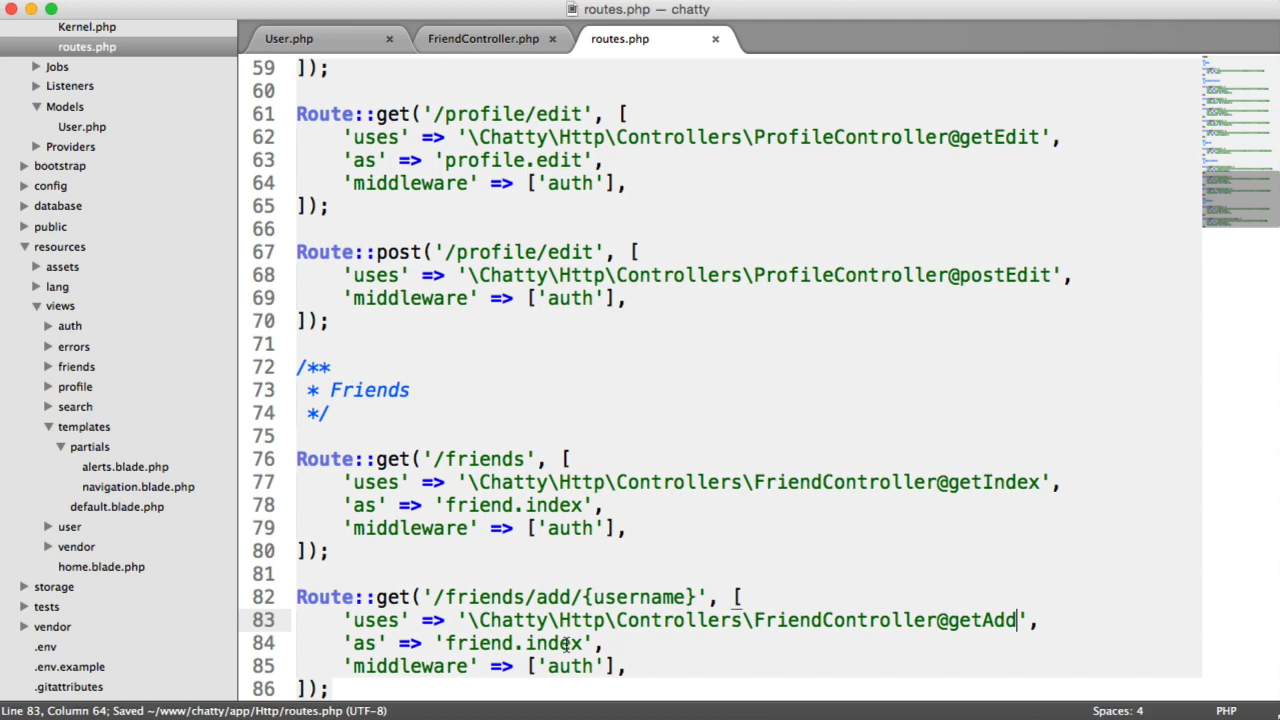 routes.php — chatty
Kernel.php
routes.php
Jobs
Listeners
Models
User.php
Providers
bootstrap
config
database
public
resources
assets
lang
views
auth
errors
friends
profile
search
templates
partials
alerts.blade.php
navigation.blade.php
default.blade.php
user
vendor
home.blade.php
storage
tests
vendor
.env
.env.example
.gitattributes
User.php ×
FriendController.php ×
routes.php ×
59 ]);
60
61 Route::get('/profile/edit', [
62     'uses' => '\Chatty\Http\Controllers\ProfileController@getEdit',
63     'as' => 'profile.edit',
64     'middleware' => ['auth'],
65 ]);
66
67 Route::post('/profile/edit', [
68     'uses' => '\Chatty\Http\Controllers\ProfileController@postEdit',
69     'middleware' => ['auth'],
70 ]);
71
72 /**
73  * Friends
74  */
75
76 Route::get('/friends', [
77     'uses' => '\Chatty\Http\Controllers\FriendController@getIndex',
78     'as' => 'friend.index',
79     'middleware' => ['auth'],
80 ]);
81
82 Route::get('/friends/add/{username}', [
83     'uses' => '\Chatty\Http\Controllers\FriendController@getAdd',
84     'as' => 'friend.index',
85     'middleware' => ['auth'],
86 ]);
Line 83, Column 64; Saved ~/www/chatty/app/Http/routes.php (UTF-8)
Spaces: 4
PHP